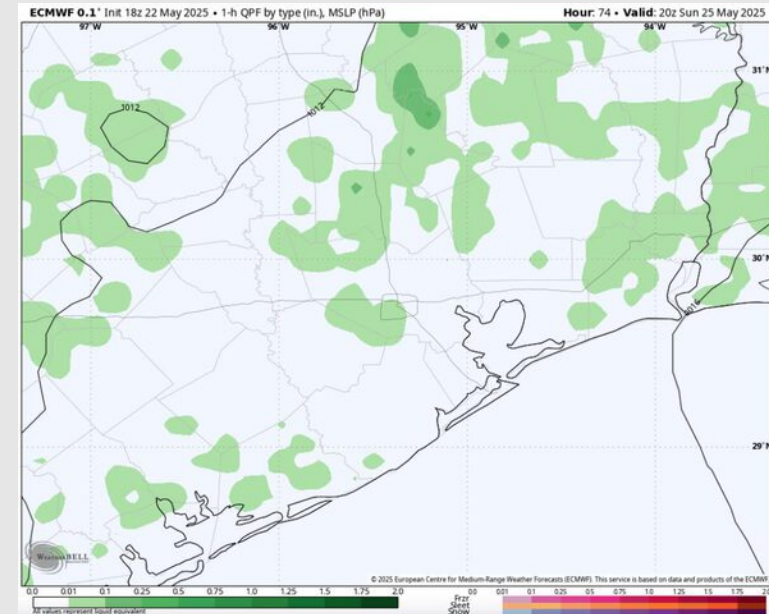 ECMWF 0.1° Init 18z 22 May 2025 • 1-h QPF by type (in.), MSLP (hPa) Hour: 74 • Valid: 20z Sun 25 May 2025
97°W 96°W 95°W 94°W
31°N
1012
1012
30°N
1016
29°N
WeatherBELL
© 2025 European Centre for Medium-Range Weather Forecasts (ECMWF). This service is based on data and products of the ECMWF
0.0 0.01 0.1 0.25 0.5 0.75 1.0 1.25 1.5 1.75 2.0
0.0 0.01 0.1 0.25 0.5 0.75 1.0 1.25 1.5 1.75 2.0
All values represent liquid equivalent
Frzr
Sleet
Snow